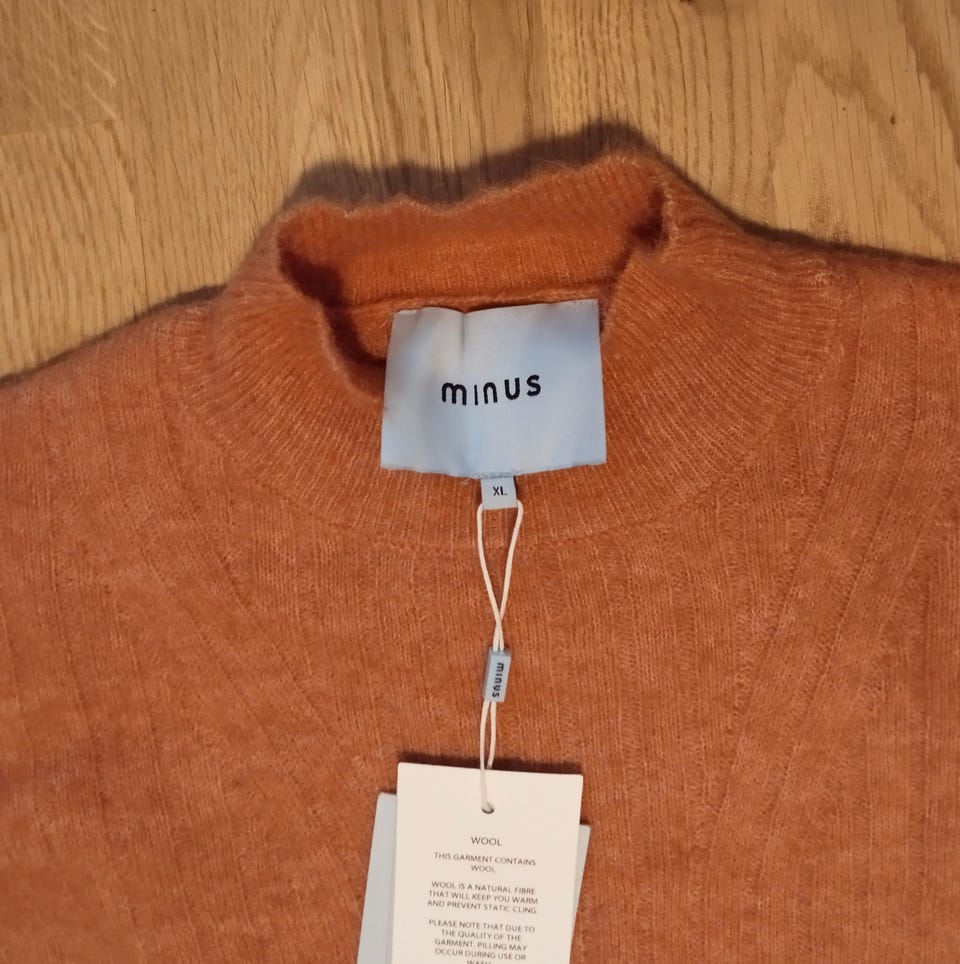 minus
XL
minus
WOOL
THIS GARMENT CONTAINS
WOOL.
WOOL IS A NATURAL FIBRE
THAT WILL KEEP YOU WARM
AND PREVENT STATIC CLING.
PLEASE NOTE THAT DUE TO
THE QUALITY OF THE
GARMENT, PILLING MAY
OCCUR DURING USE OR